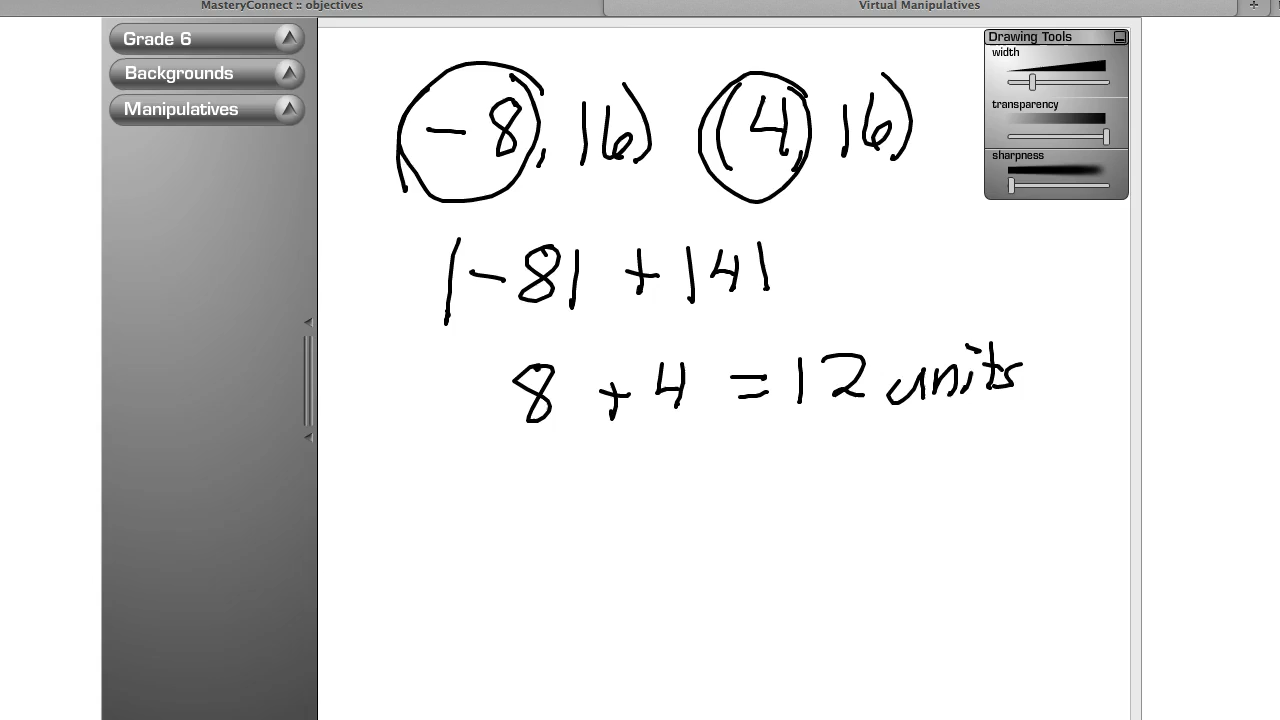 MasteryConnect :: objectives Virtual Manipulatives +
Grade 6
Backgrounds
Manipulatives
Drawing Tools
width
transparency
sharpness
(-8, 16) (4, 16)
|-8| + |4|
8 + 4 = 12 units